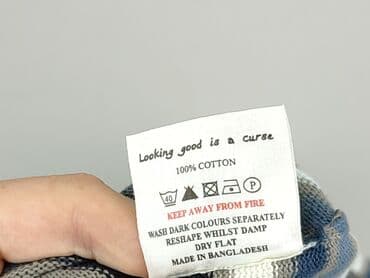 Looking good is a curse
100% COTTON
40 P
KEEP AWAY FROM FIRE
WASH DARK COLOURS SEPARATELY
RESHAPE WHILST DAMP
DRY FLAT
MADE IN BANGLADESH